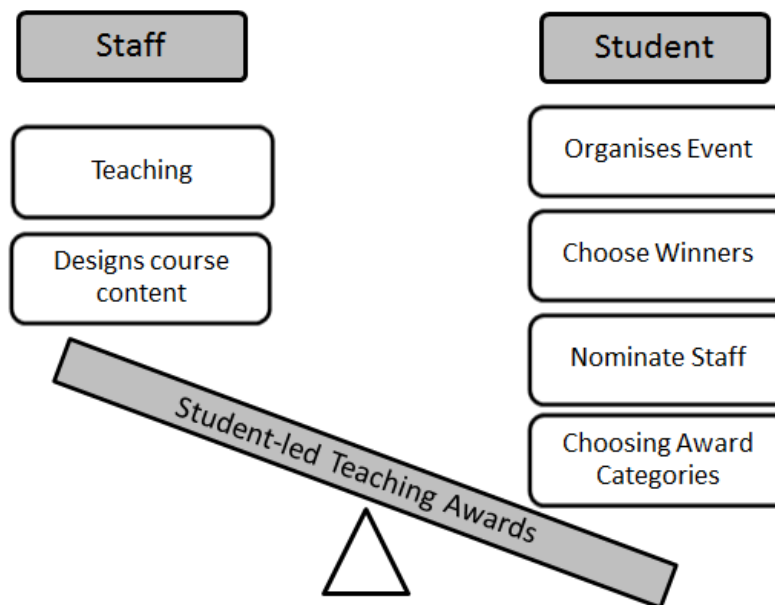 Staff
Teaching
Designs course
content
Student
Organises Event
Choose Winners
Nominate Staff
Choosing Award
Categories
Student-led Teaching Awards